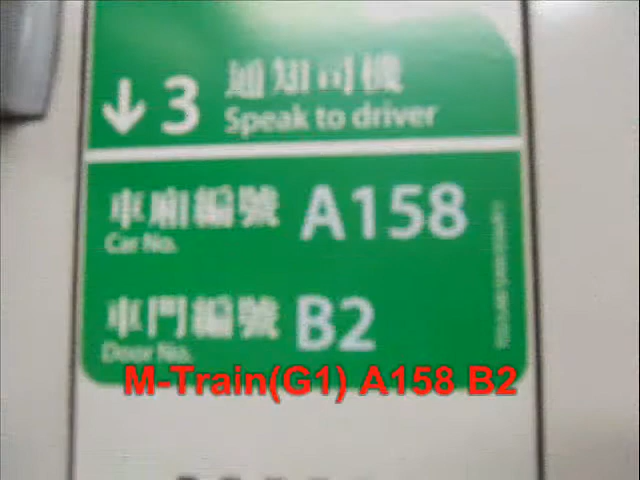 ↓ 3 通知司機
Speak to driver
車廂編號 A158
Car No.
車門編號 B2
Door No.
M-Train(G1) A158 B2